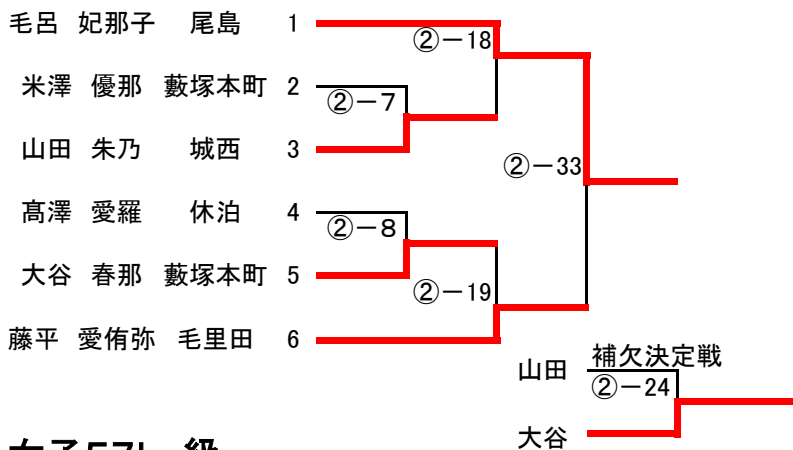 毛呂 妃那子 尾島 1
②－18
米澤 優那 藪塚本町 2
②－7
山田 朱乃 城西 3
②－33
髙澤 愛羅 休泊 4
②－8
大谷 春那 藪塚本町 5
②－19
藤平 愛侑弥 毛里田 6
補欠決定戦
山田
②－24
大谷